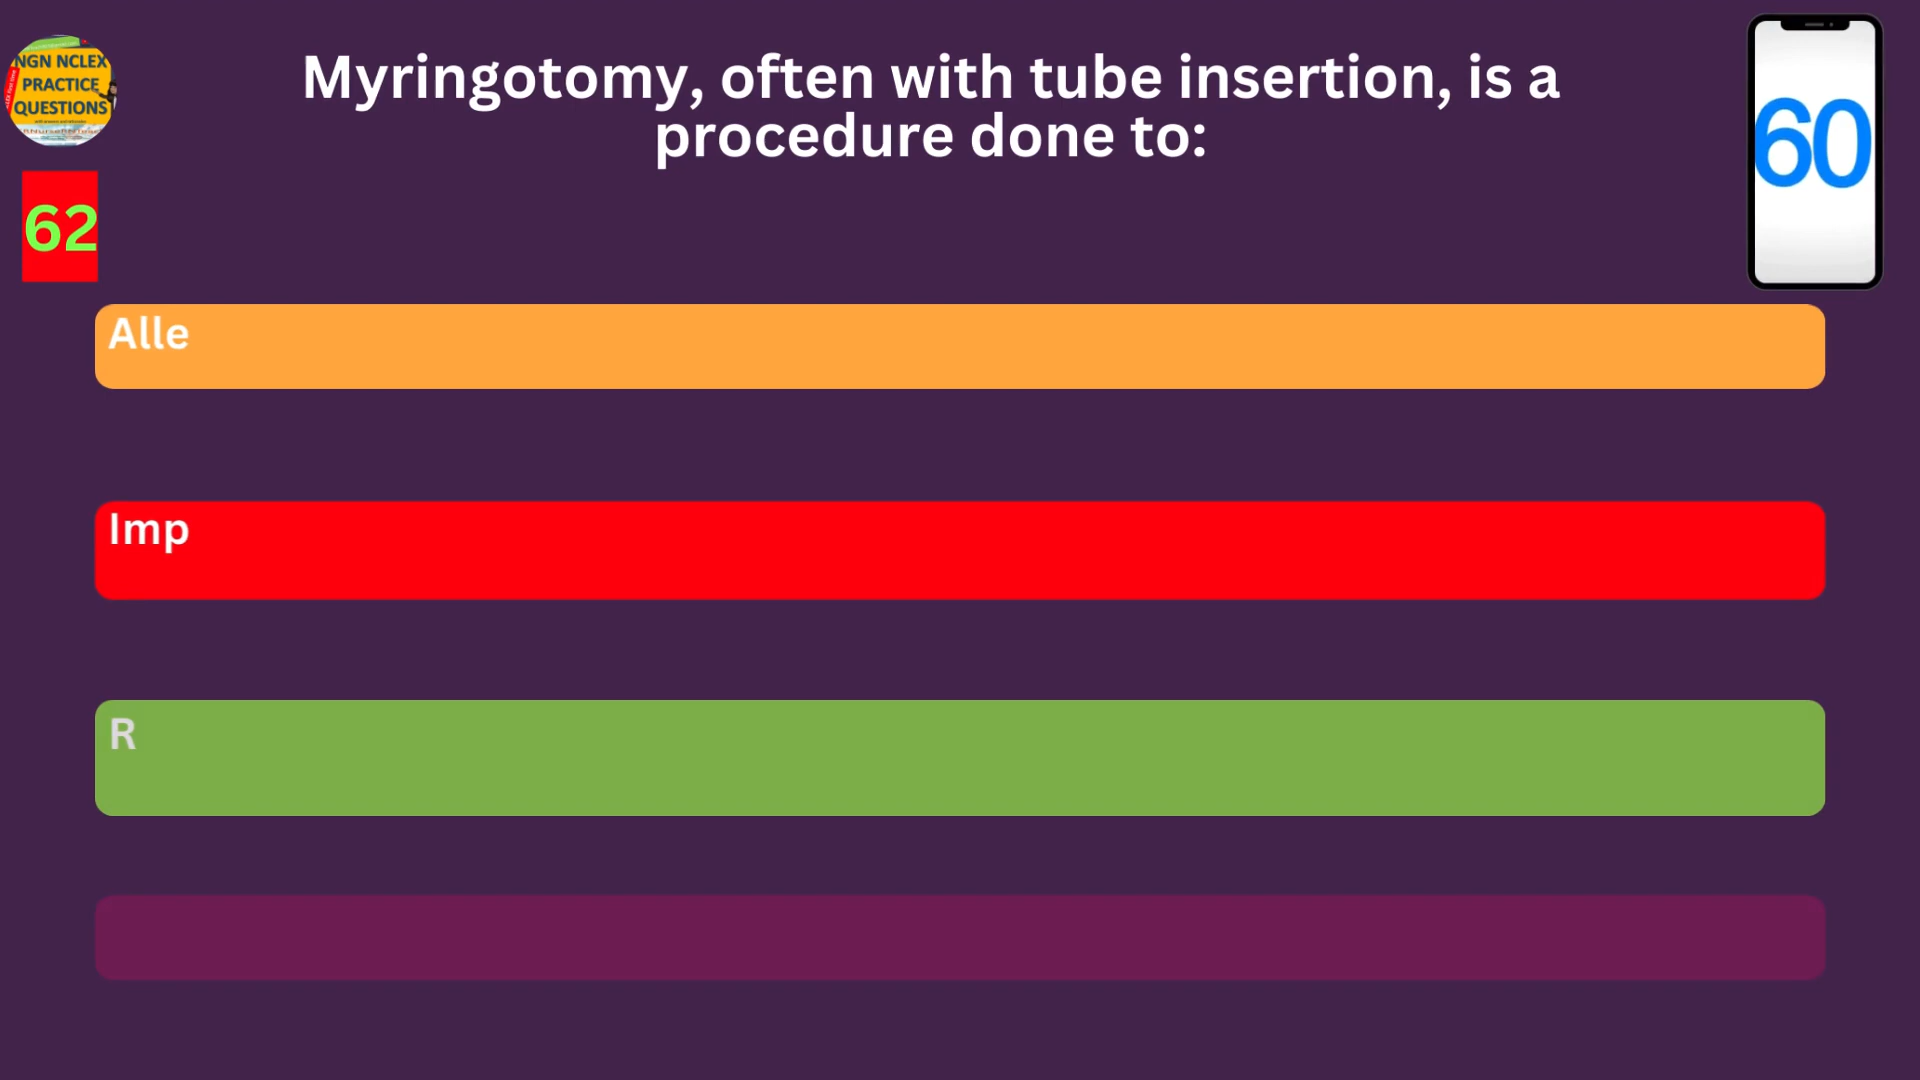 NGN NCLEX
PRACTICE
QUESTIONS
Myringotomy, often with tube insertion, is a
procedure done to:
60
62
Alle
Imp
R